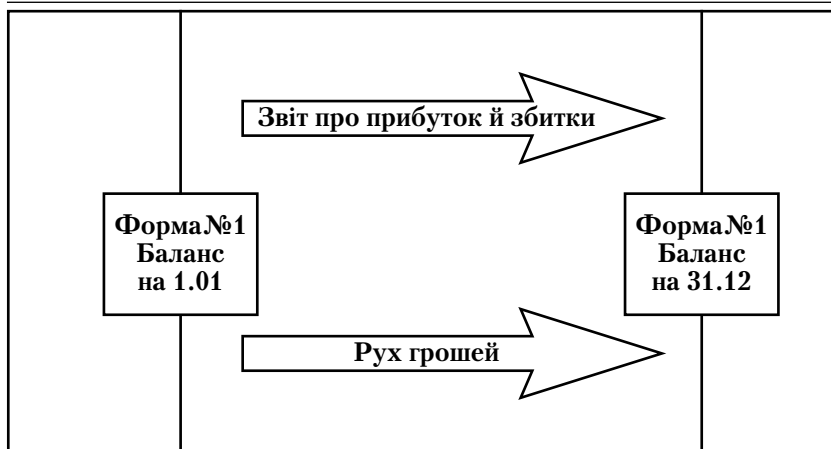 Звіт про прибуток й збитки
Форма№1
Баланс
на 1.01
Форма№1
Баланс
на 31.12
Рух грошей